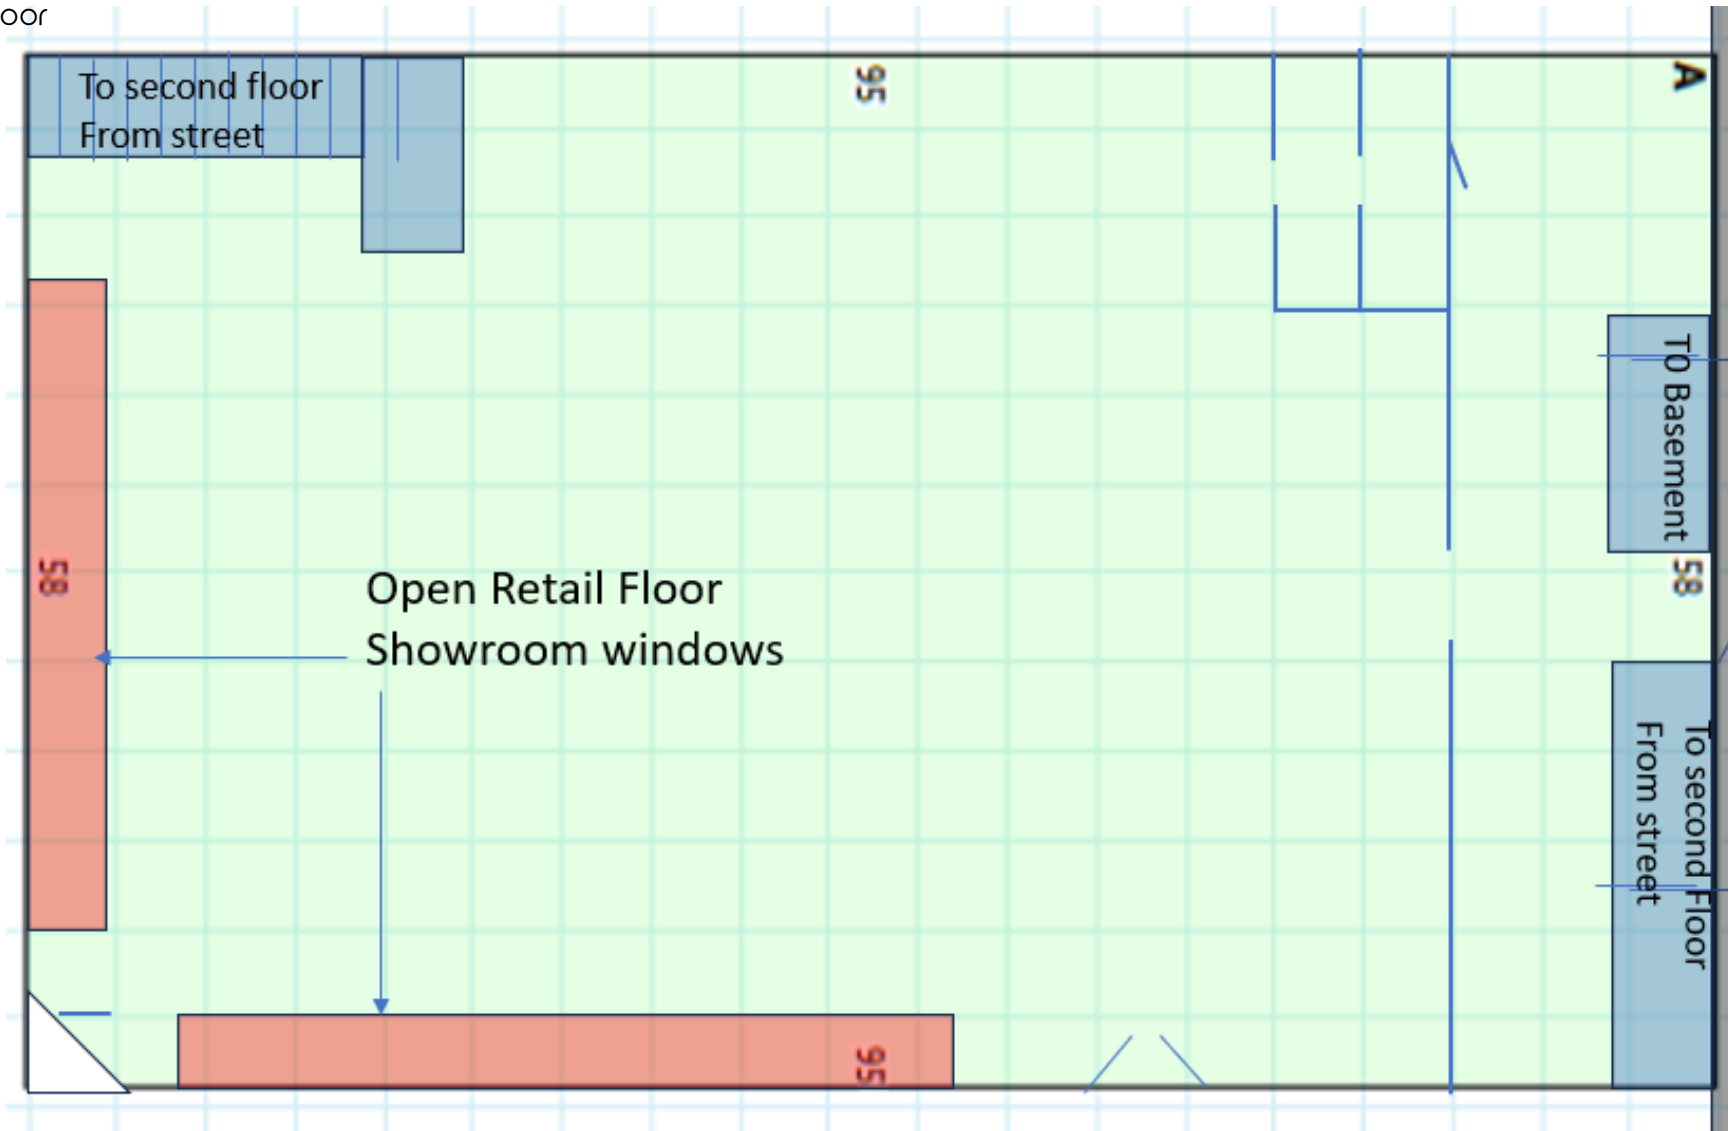 oor
To second floor
From street
95
A
T0 Basement
58
58
Open Retail Floor
Showroom windows
To second Floor
From street
95